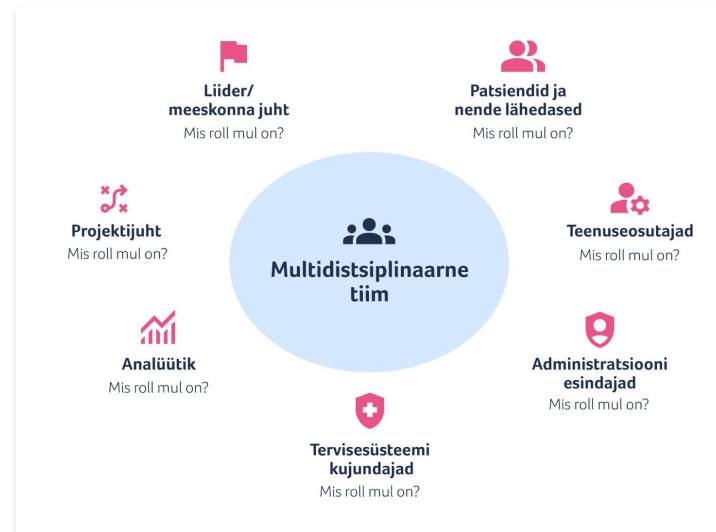 Liider/
meeskonna juht
Mis roll mul on?
Patsiendid ja
nende lähedased
Mis roll mul on?
Projektijuht
Mis roll mul on?
Multidistsiplinaarne
tiim
Teenuseosutajad
Mis roll mul on?
Analüütik
Mis roll mul on?
Administratsiooni
esindajad
Mis roll mul on?
Tervisesüsteemi
kujundajad
Mis roll mul on?